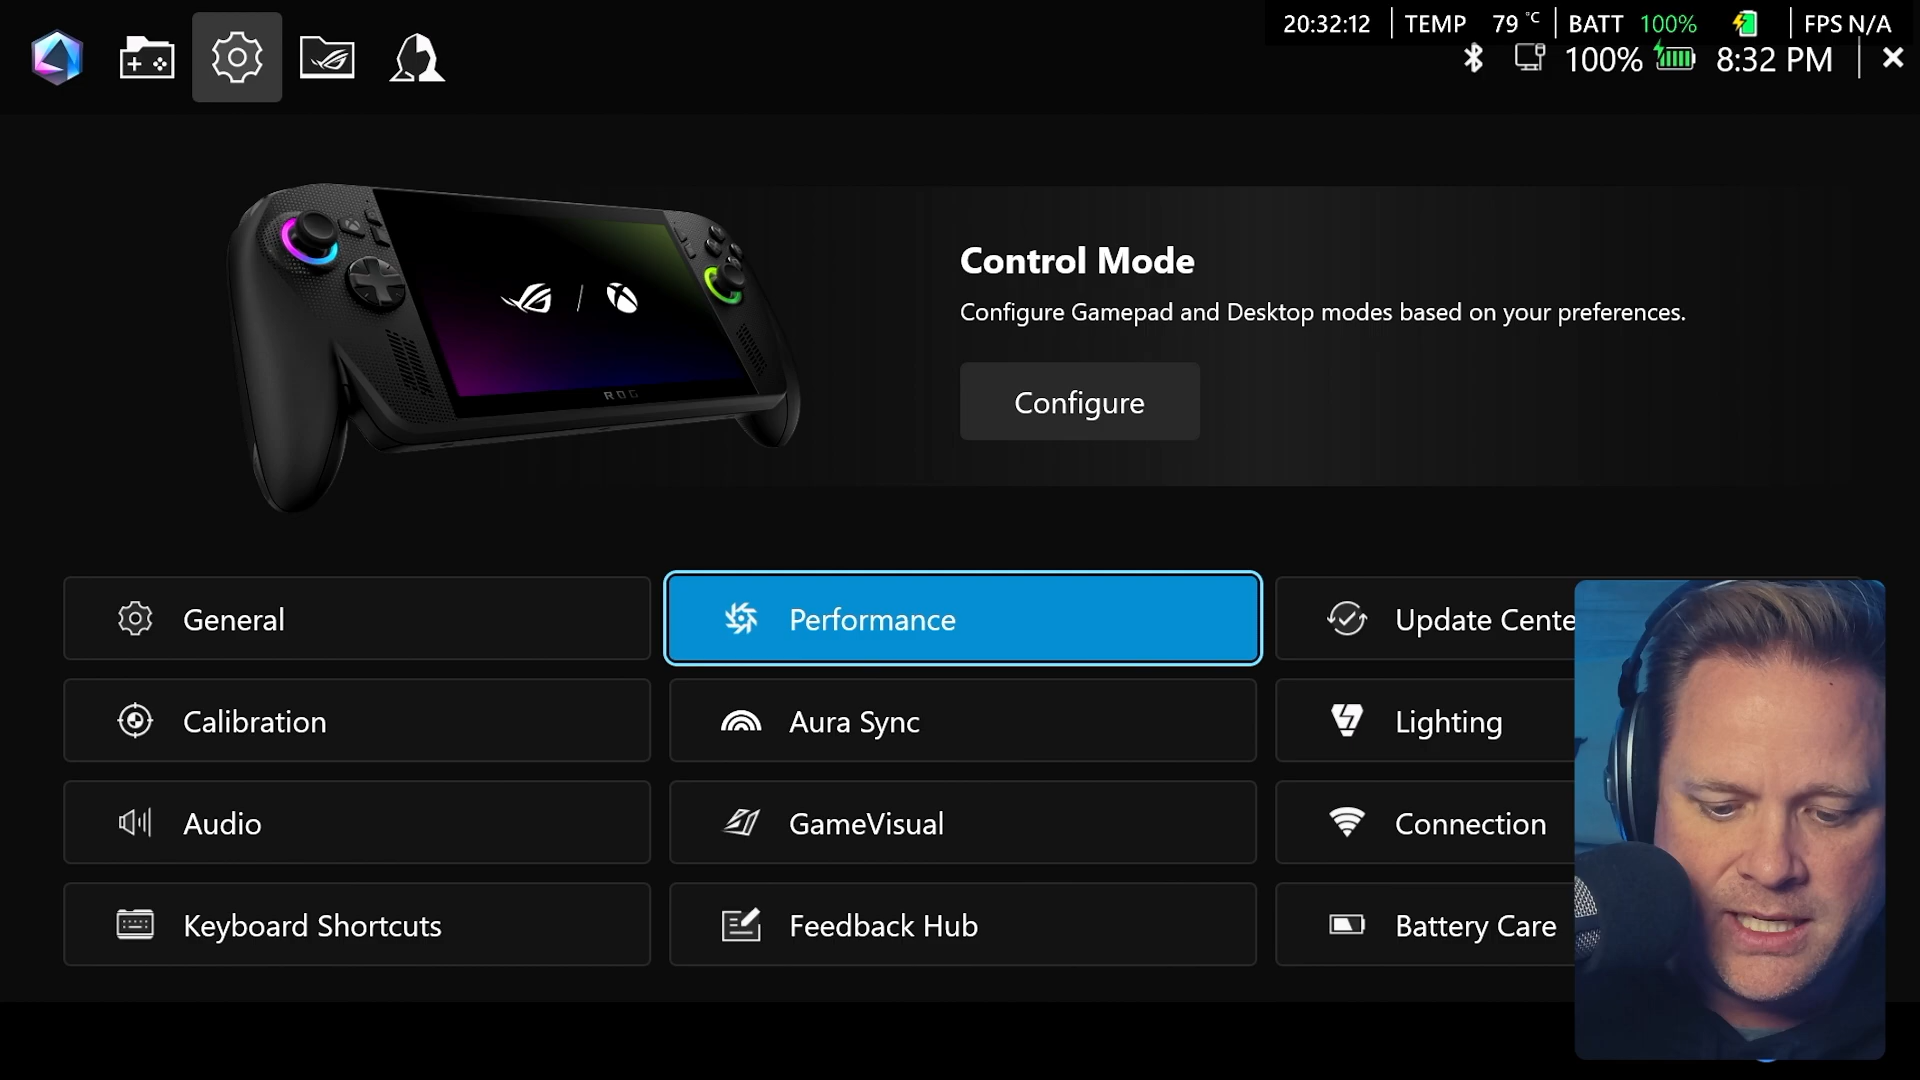 20:32:12 TEMP 79 °C BATT 100% FPS N/A
100% 8:32 PM
Control Mode
Configure Gamepad and Desktop modes based on your preferences.
Configure
ROG
General
Performance
Update Cente
Calibration
Aura Sync
Lighting
Audio
GameVisual
Connection
Keyboard Shortcuts
Feedback Hub
Battery Care